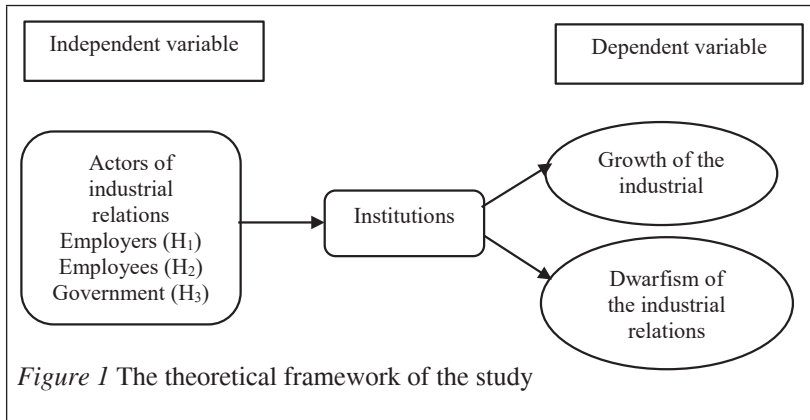 Independent variable
Dependent variable
Actors of
industrial
relations
Employers (H₁)
Employees (H₂)
Government (H₃)
Institutions
Growth of the
industrial
Dwarfism of
the industrial
relations
Figure 1 The theoretical framework of the study